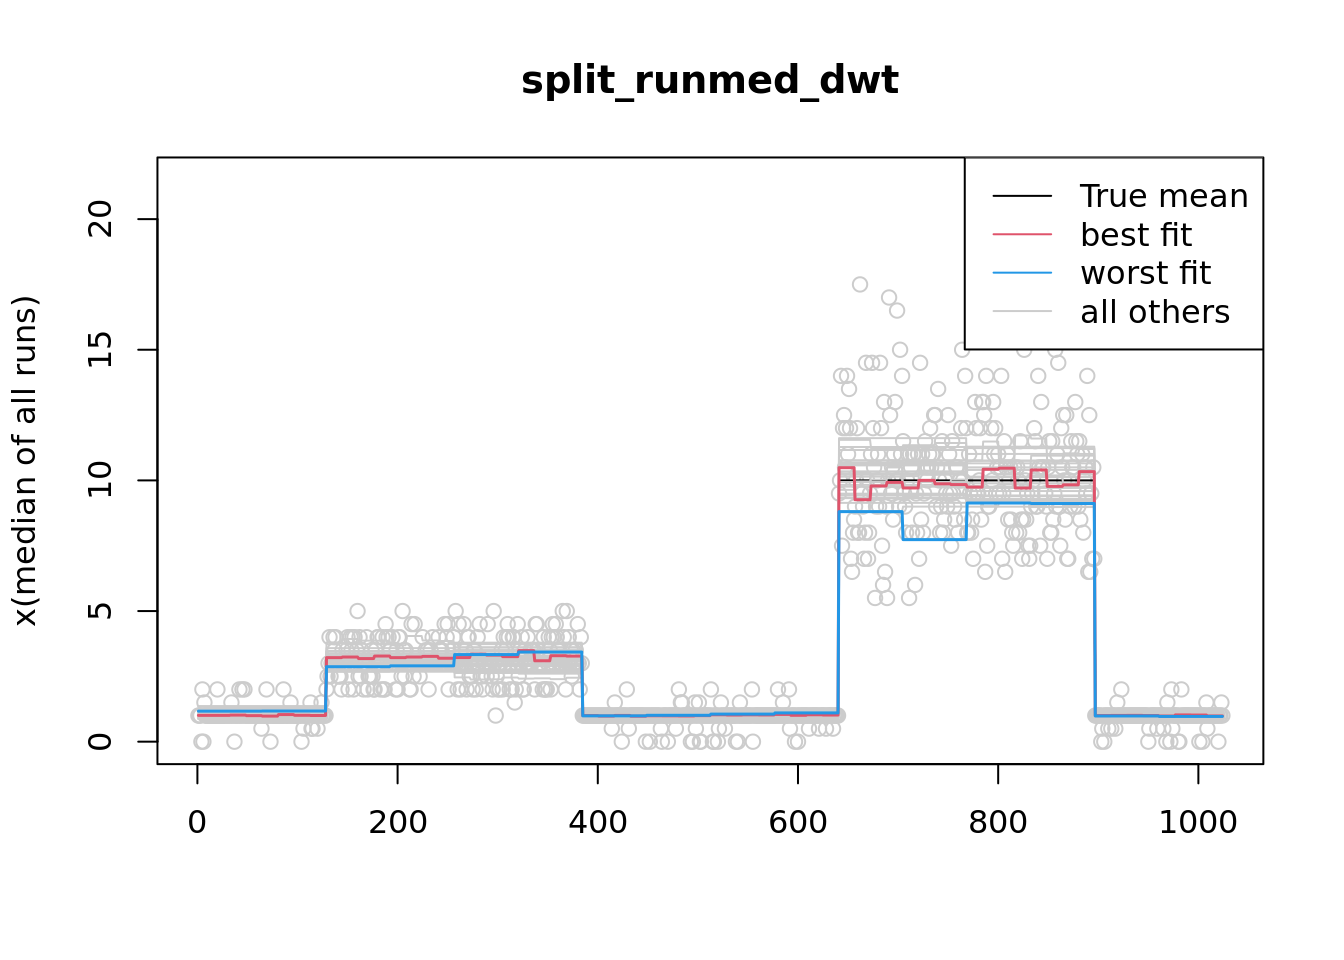 split_runmed_dwt
x(median of all runs)
20
15
10
5
0
True mean
best fit
worst fit
all others
0 200 400 600 800 1000